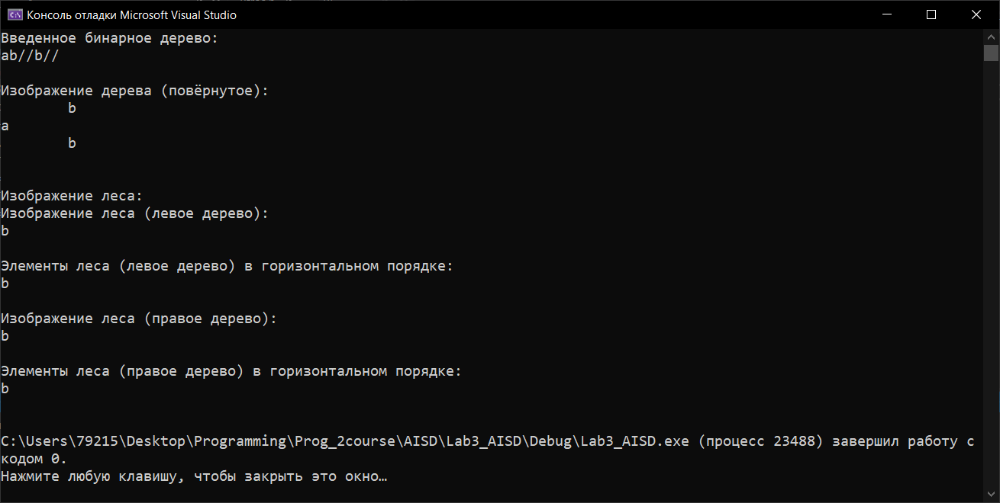 Консоль отладки Microsoft Visual Studio
Введенное бинарное дерево:
ab//b//
Изображение дерева (повёрнутое):
b
a
b
Изображение леса:
Изображение леса (левое дерево):
b
Элементы леса (левое дерево) в горизонтальном порядке:
b
Изображение леса (правое дерево):
b
Элементы леса (правое дерево) в горизонтальном порядке:
b
C:\Users\79215\Desktop\Programming\Prog_2course\AISD\Lab3_AISD\Debug\Lab3_AISD.exe (процесс 23488) завершил работу с
кодом 0.
Нажмите любую клавишу, чтобы закрыть это окно…